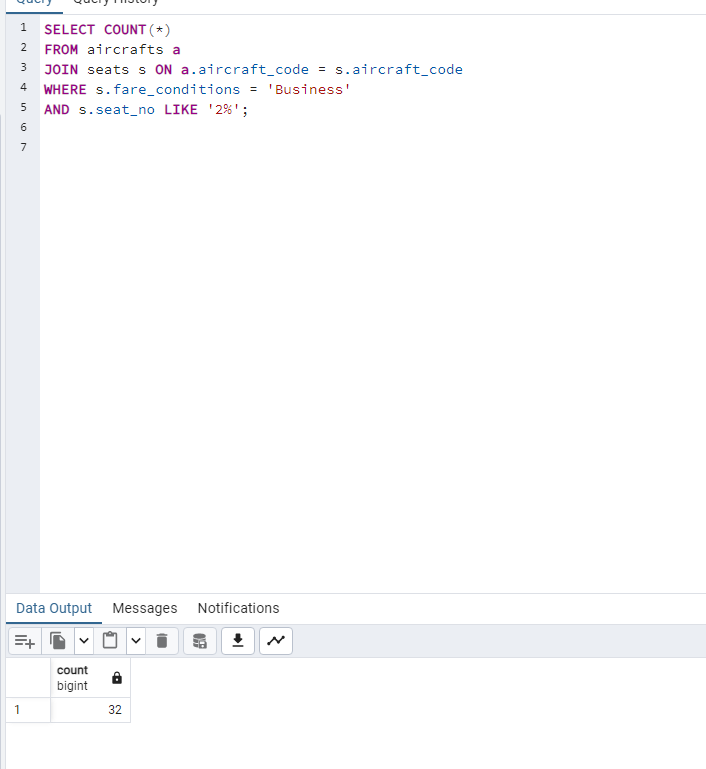 Query Query History
1 SELECT COUNT(*)
2 FROM aircrafts a
3 JOIN seats s ON a.aircraft_code = s.aircraft_code
4 WHERE s.fare_conditions = 'Business'
5 AND s.seat_no LIKE '2%';
6
7
Data Output Messages Notifications
count
bigint
1 32